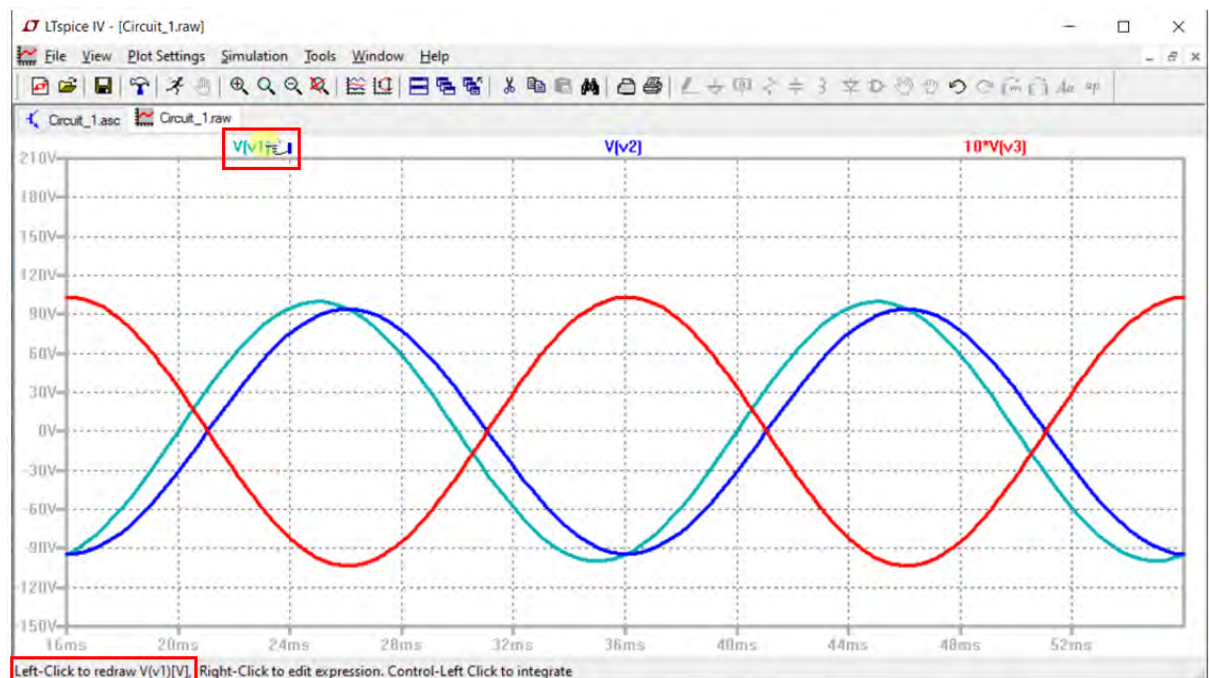 LTspice IV - [Circuit_1.raw]
File View Plot Settings Simulation Tools Window Help
Circuit_1.asc Circuit_1.raw
V(v1) V(v2) 10*V(v3)
210V
180V
150V
120V
90V
60V
30V
0V
-30V
-60V
-90V
-120V
-150V
16ms 20ms 24ms 28ms 32ms 36ms 40ms 44ms 48ms 52ms
Left-Click to redraw V(v1)[V], Right-Click to edit expression. Control-Left Click to integrate